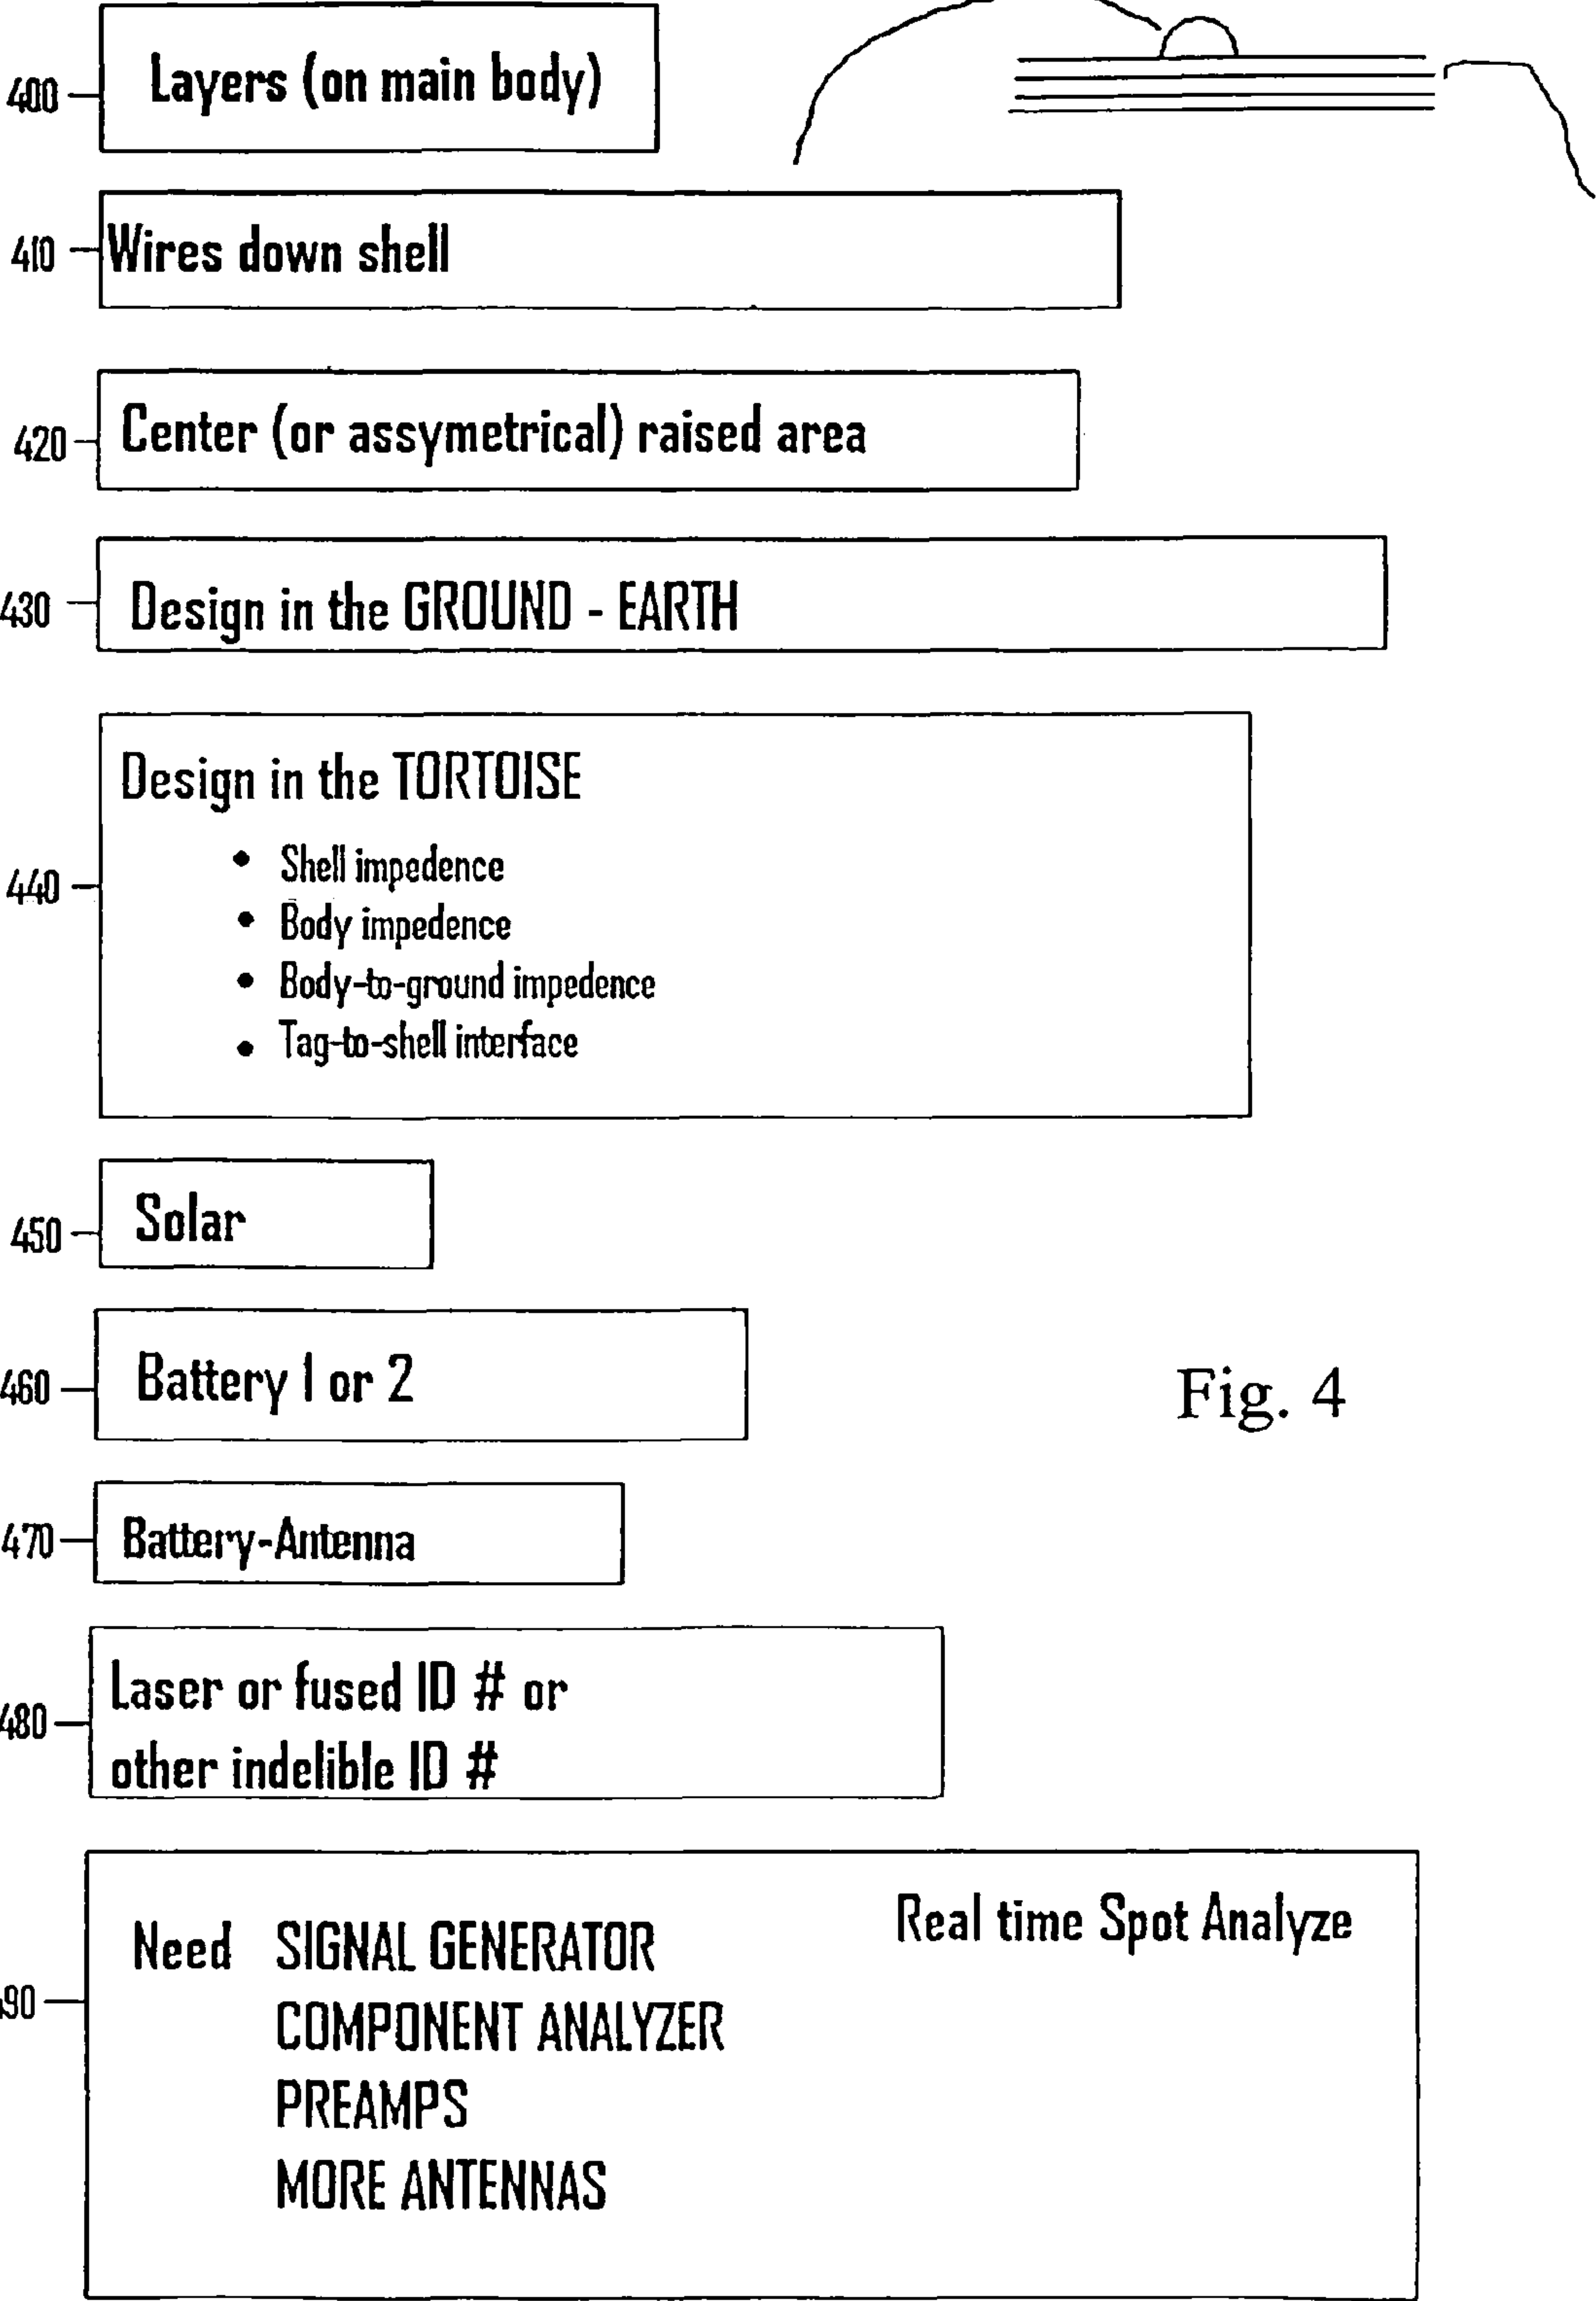 400 Layers (on main body)
410 Wires down shell
420 Center (or assymetrical) raised area
430 Design in the GROUND - EARTH
Design in the TORTOISE
• Shell impedence
440
• Body impedence
• Body-to-ground impedence
• Tag-to-shell interface
450 Solar
460 Battery 1 or 2
Fig. 4
470 Battery-Antenna
Laser or fused ID # or
480
other indelible ID #
Real time Spot Analyze
Need SIGNAL GENERATOR
90
COMPONENT ANALYZER
PREAMPS
MORE ANTENNAS